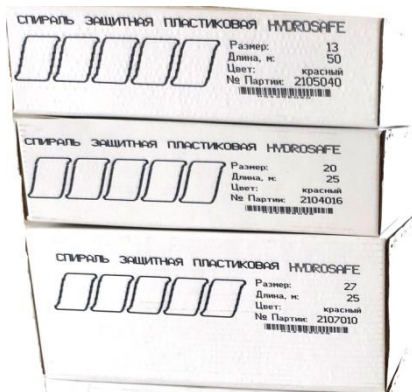 СПИРАЛЬ ЗАЩИТНАЯ ПЛАСТИКОВАЯ HYDROSAFE
Размер: 13
Длина, м: 50
Цвет: красный
№ Партии: 2105040
СПИРАЛЬ ЗАЩИТНАЯ ПЛАСТИКОВАЯ HYDROSAFE
Размер: 20
Длина, м: 25
Цвет: красный
№ Партии: 2104016
СПИРАЛЬ ЗАЩИТНАЯ ПЛАСТИКОВАЯ HYDROSAFE
Размер: 27
Длина, м: 25
Цвет: красный
№ Партии: 2107010